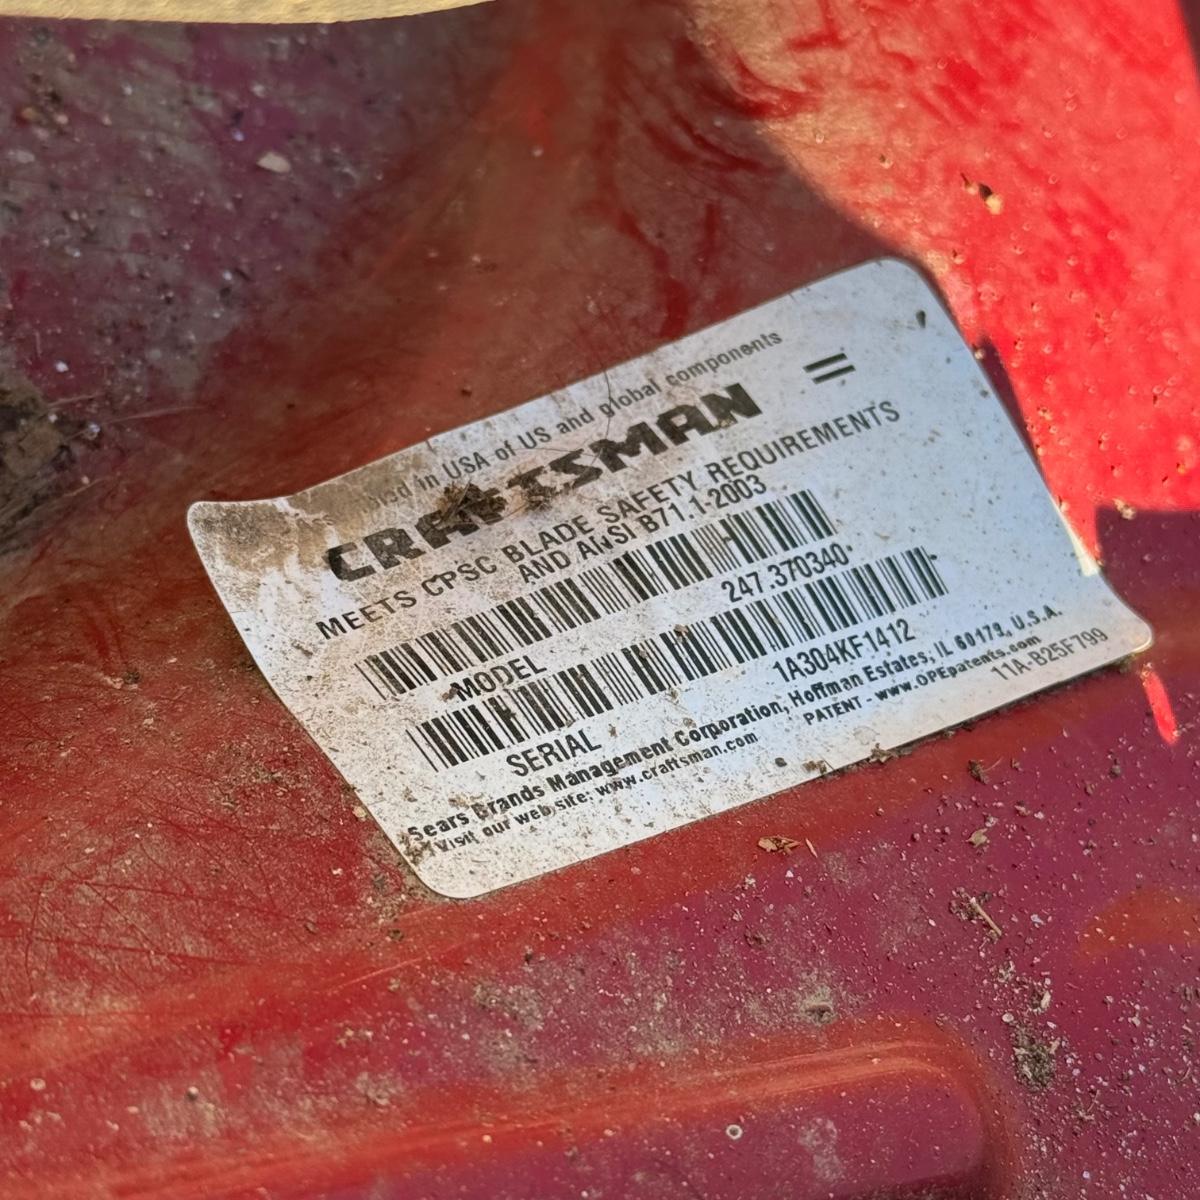 in USA of US and global components
CRAFTSMAN
MEETS CPSC BLADE SAFETY REQUIREMENTS
AND ANSI B71.1-2003
MODEL 247.370340
SERIAL 1A304KF1412
Sears Brands Management Corporation, Hoffman Estates, IL 60179, U.S.A.
Visit our web site: www.craftsman.com PATENT - www.OPEpatents.com
11A-B25F799